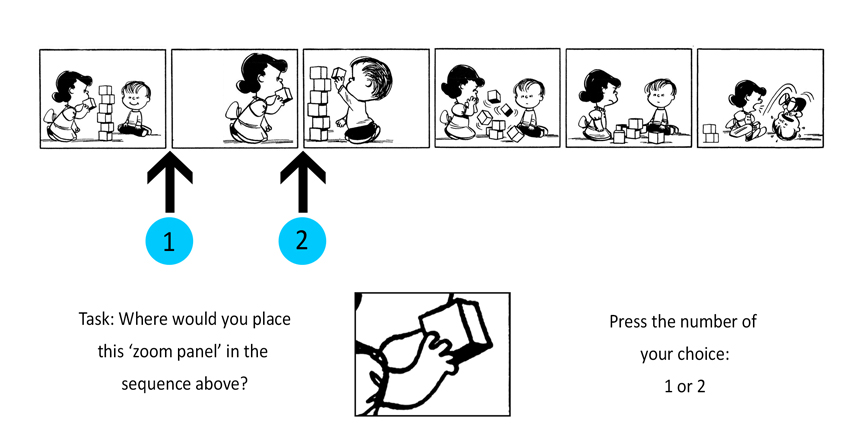 1
2
Task: Where would you place
this ‘zoom panel’ in the
sequence above?
Press the number of
your choice:
1 or 2